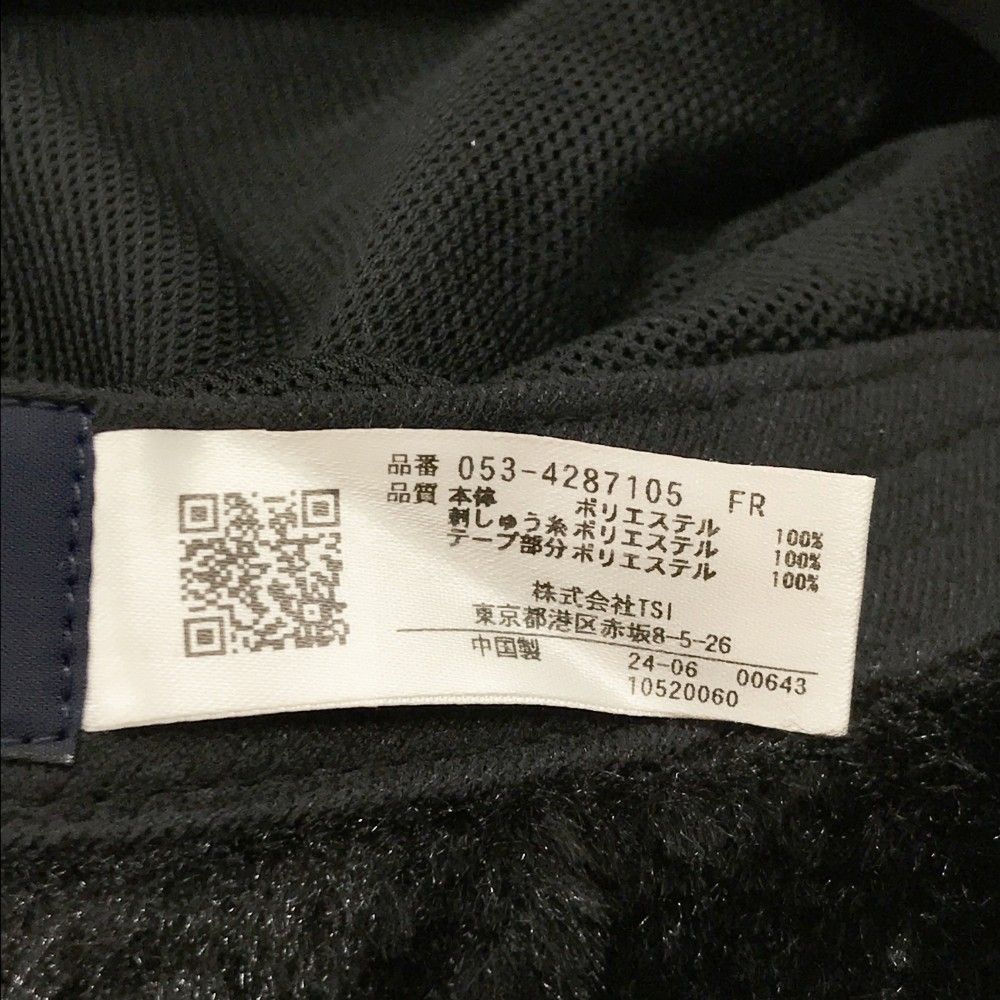 品番 053-4287105 FR
品質 本体 ポリエステル 100%
刺しゅう糸 ポリエステル 100%
テープ部分 ポリエステル 100%
株式会社TSI
東京都港区赤坂8-5-26
中国製 24-06 00643
10520060